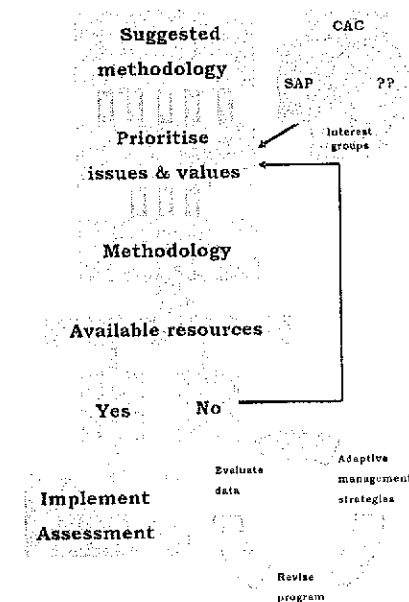 Suggested
methodology
CAC
SAP ??
Interest
groups
Prioritise
issues & values
Methodology
Available resources
Yes No
Implement
Assessment
Evaluate
data
Adaptive
management
strategies
Revise
program